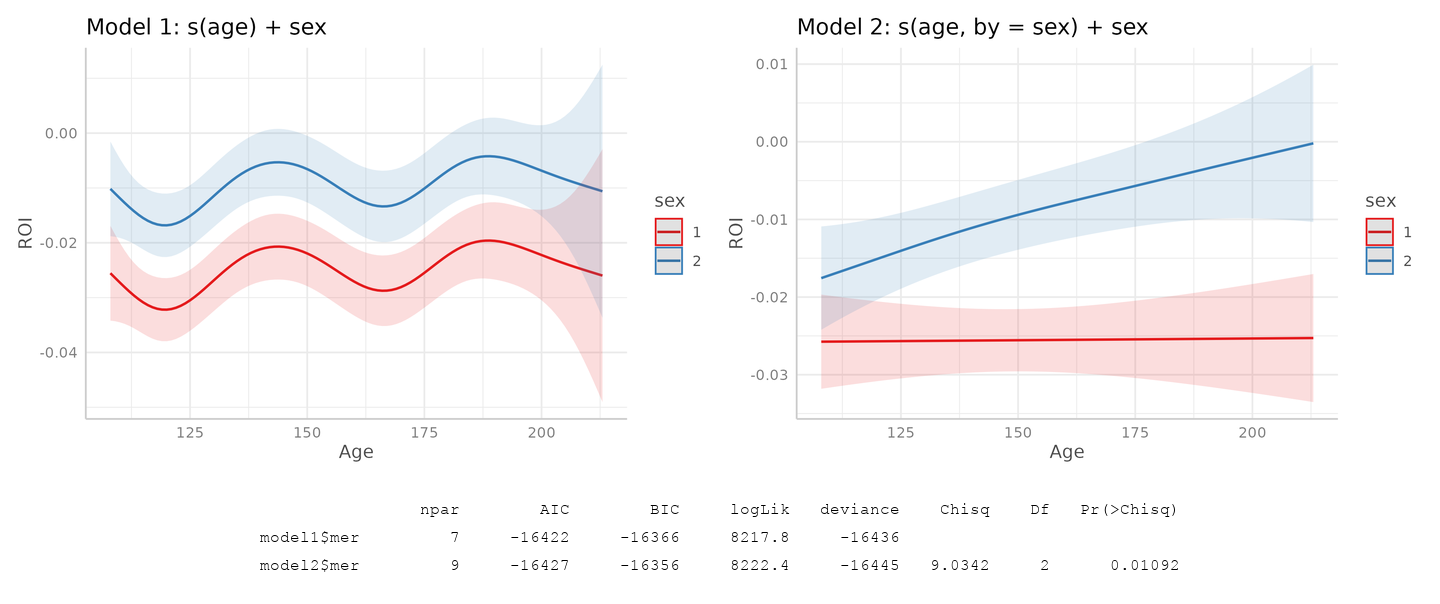 Model 1: s(age) + sex
0.00
-0.02
-0.04
ROI
125 150 175 200
Age
sex
1
2
Model 2: s(age, by = sex) + sex
0.01
0.00
-0.01
-0.02
-0.03
ROI
125 150 175 200
Age
sex
1
2
npar AIC BIC logLik deviance Chisq Df Pr(>Chisq)
model1$mer 7 -16422 -16366 8217.8 -16436
model2$mer 9 -16427 -16356 8222.4 -16445 9.0342 2 0.01092